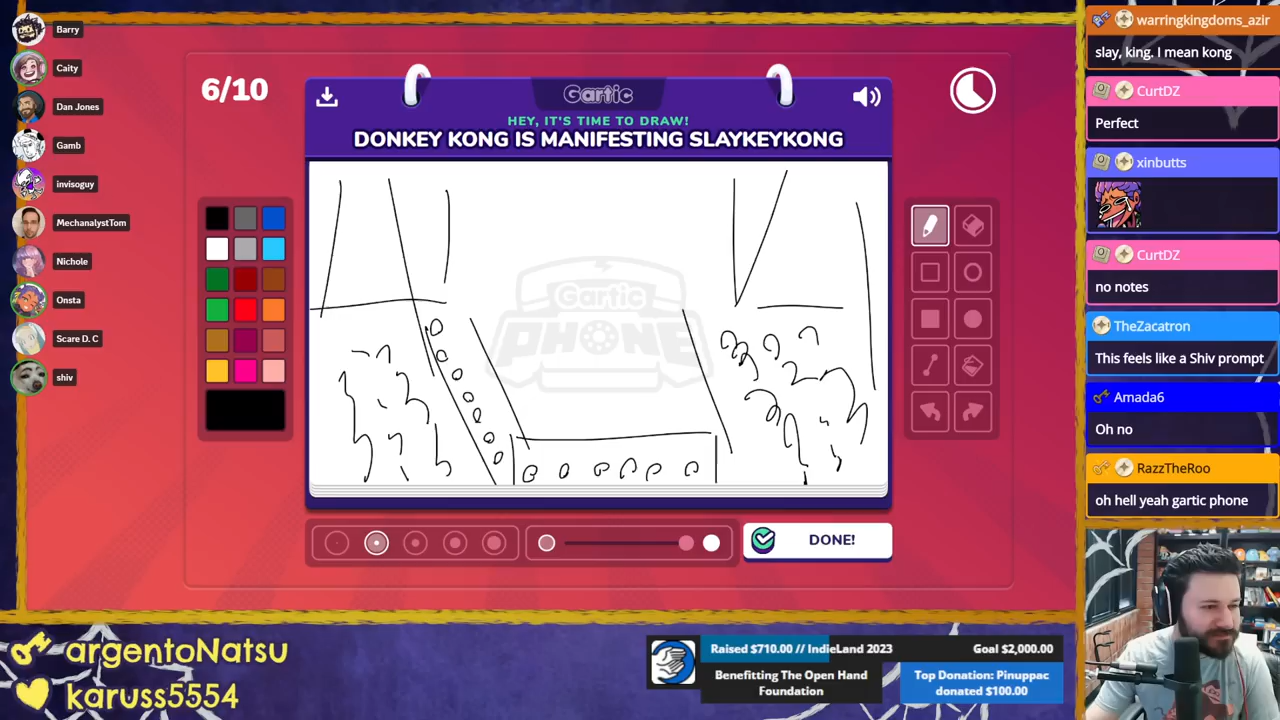 Barry
Caity
Dan Jones
Gamb
invisoguy
MechanalystTom
Nichole
Onsta
Scare D. C
shiv
6/10
Gartic
HEY, IT'S TIME TO DRAW!
DONKEY KONG IS MANIFESTING SLAYKEYKONG
Gartic
PHONE
DONE!
warringkingdoms_azir
slay, king. I mean kong
CurtDZ
Perfect
xinbutts
CurtDZ
no notes
TheZacatron
This feels like a Shiv prompt
Amada6
Oh no
RazzTheRoo
oh hell yeah gartic phone
argentoNatsu
karuss5554
Raised $710.00 // IndieLand 2023
Goal $2,000.00
Benefitting The Open Hand
Foundation
Top Donation: Pinuppac
donated $100.00